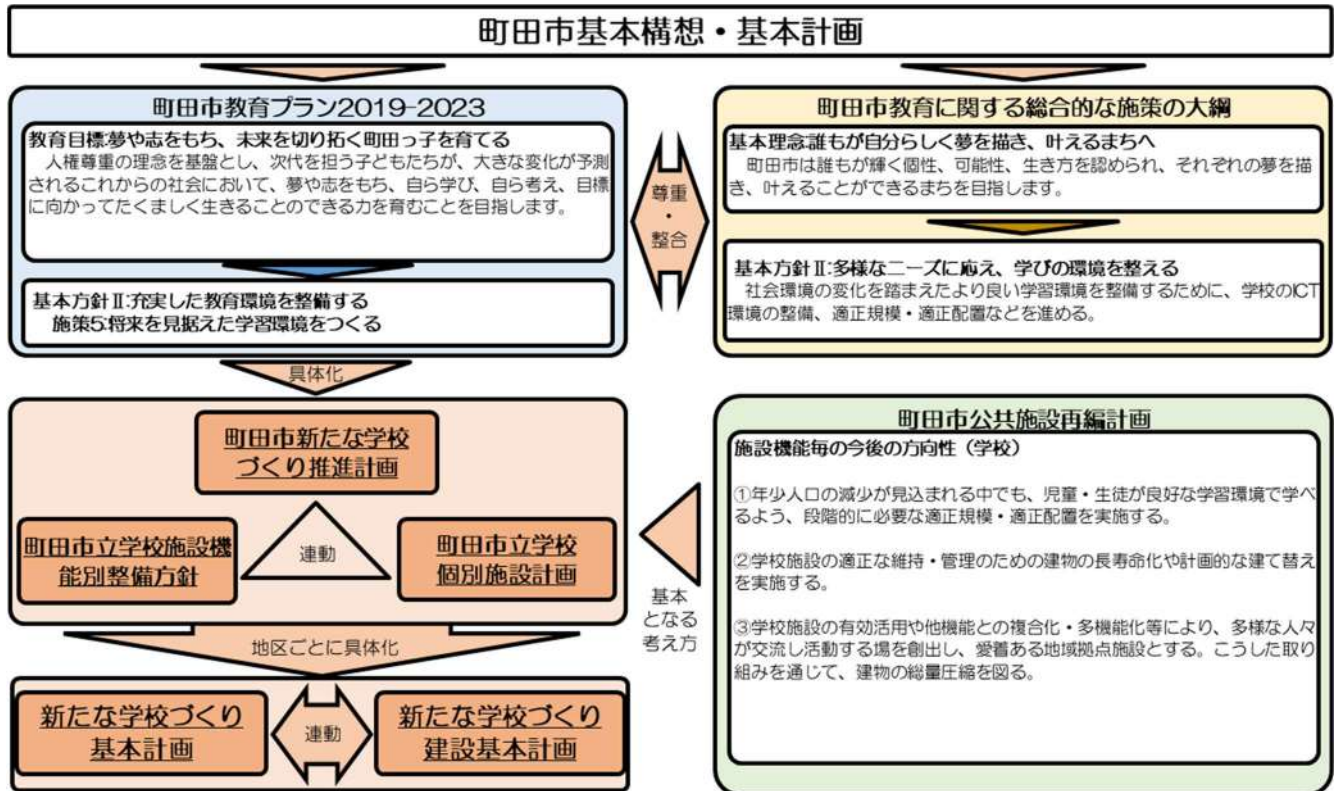 町田市基本構想・基本計画
町田市教育プラン2019-2023
教育目標:夢や志をもち、未来を切り拓く町田っ子を育てる
人権尊重の理念を基盤とし、次代を担う子どもたちが、大きな変化が予測
されるこれからの社会において、夢や志をもち、自ら学び、自ら考え、目標
に向かってたくましく生きることのできる力を育むことを目指します。
基本方針Ⅱ:充実した教育環境を整備する
施策5:将来を見据えた学習環境をつくる
尊重
・
整合
町田市教育に関する総合的な施策の大綱
基本理念:誰もが自分らしく夢を描き、叶えるまちへ
町田市は誰もが輝く個性、可能性、生き方を認められ、それぞれの夢を描
き、叶えることができるまちを目指します。
基本方針Ⅱ:多様なニーズに応え、学びの環境を整える
社会環境の変化を踏まえたより良い学習環境を整備するために、学校のICT
環境の整備、適正規模・適正配置などを進める。
具体化
町田市新たな学校
づくり推進計画
町田市立学校施設機
能別整備方針
連動
町田市立学校
個別施設計画
基本
となる
考え方
町田市公共施設再編計画
施設機能毎の今後の方向性（学校）
①年少人口の減少が見込まれる中でも、児童・生徒が良好な学習環境で学べ
るよう、段階的に必要な適正規模・適正配置を実施する。
②学校施設の適正な維持・管理のための建物の長寿命化や計画的な建て替え
を実施する。
③学校施設の有効活用や他機能との複合化・多機能化等により、多様な人々
が交流し活動する場を創出し、愛着ある地域拠点施設とする。こうした取り
組みを通じて、建物の総量圧縮を図る。
地区ごとに具体化
新たな学校づくり
基本計画
連動
新たな学校づくり
建設基本計画